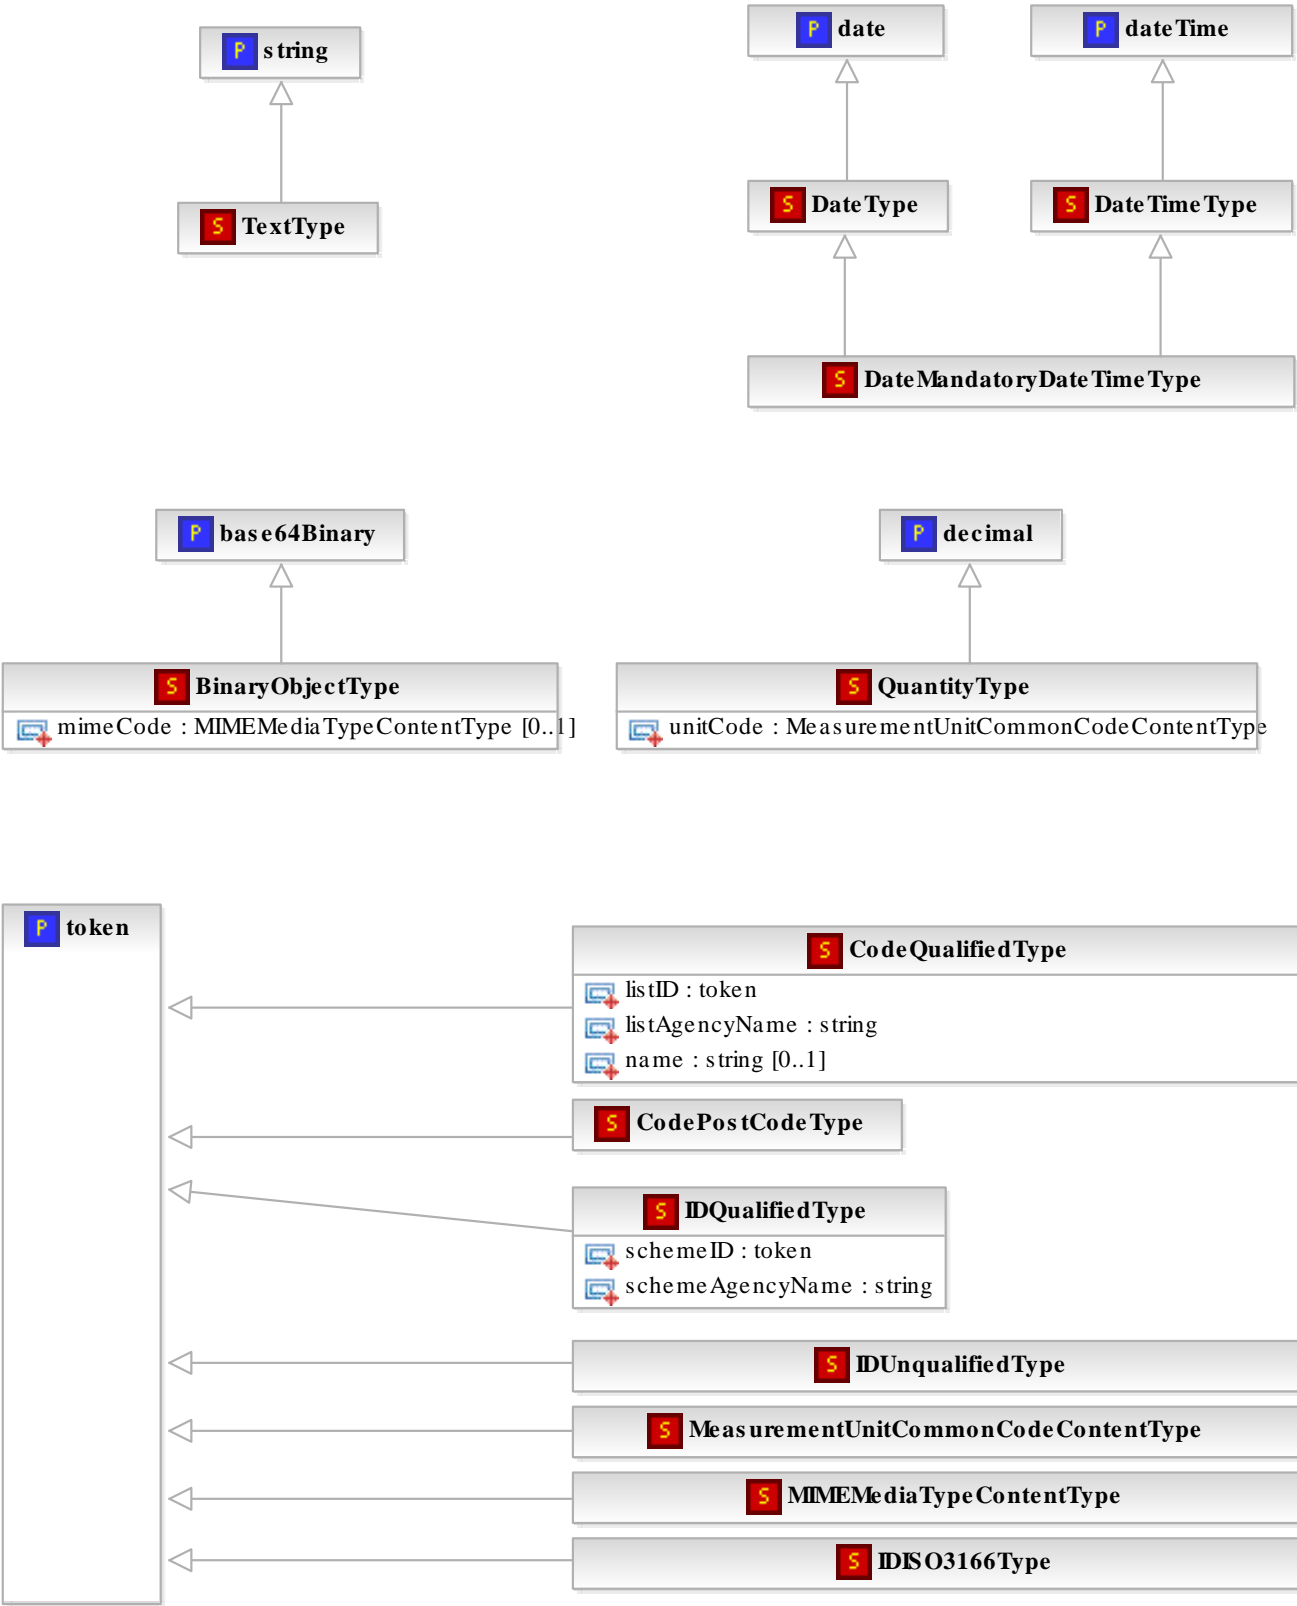 P date
P dateTime
P string
S DateType
S DateTimeType
S TextType
S DateMandatoryDateTimeType
P base64Binary
P decimal
S BinaryObjectType
mimeCode : MIMEMediaTypeContentType [0..1]
S QuantityType
unitCode : MeasurementUnitCommonCodeContentType
P token
S CodeQualifiedType
listID : token
listAgencyName : string
name : string [0..1]
S CodePostCodeType
S IDQualifiedType
schemeID : token
schemeAgencyName : string
S IDUnqualifiedType
S MeasurementUnitCommonCodeContentType
S MIMEMediaTypeContentType
S IDISO3166Type